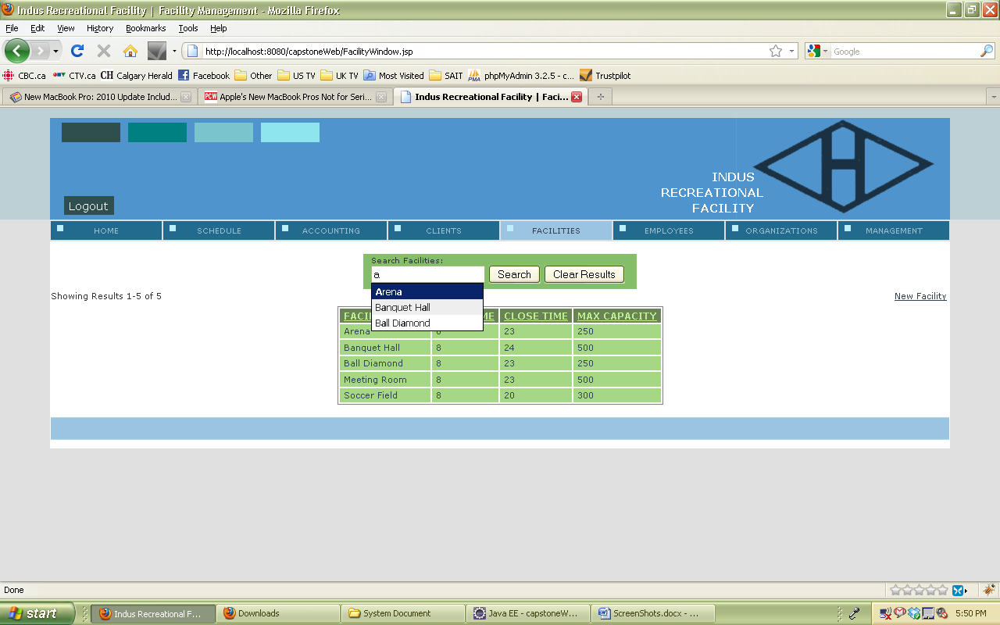 Indus Recreational Facility | Facility Management - Mozilla Firefox
File Edit View History Bookmarks Tools Help
http://localhost:8080/capstoneWeb/FacilityWindow.jsp Google
CBC.ca CTV.ca CH Calgary Herald Facebook Other US TV UK TV Most Visited SAIT PMA phpMyAdmin 3.2.5 - c... Trustpilot
New MacBook Pro: 2010 Update Includ... PCW Apple's New MacBook Pros Not for Seri... Indus Recreational Facility | Faci...
INDUS
RECREATIONAL
FACILITY
H
Logout
HOME SCHEDULE ACCOUNTING CLIENTS FACILITIES EMPLOYEES ORGANIZATIONS MANAGEMENT
Search Facilities:
a Search Clear Results
Arena
Banquet Hall
Ball Diamond
Showing Results 1-5 of 5 New Facility
FACI ME CLOSE TIME MAX CAPACITY
Arena 23 250
Banquet Hall 8 24 500
Ball Diamond 8 23 250
Meeting Room 8 23 500
Soccer Field 8 20 300
Done
start Indus Recreational F... Downloads System Document Java EE - capstoneW... ScreenShots.docx - ... 5:50 PM